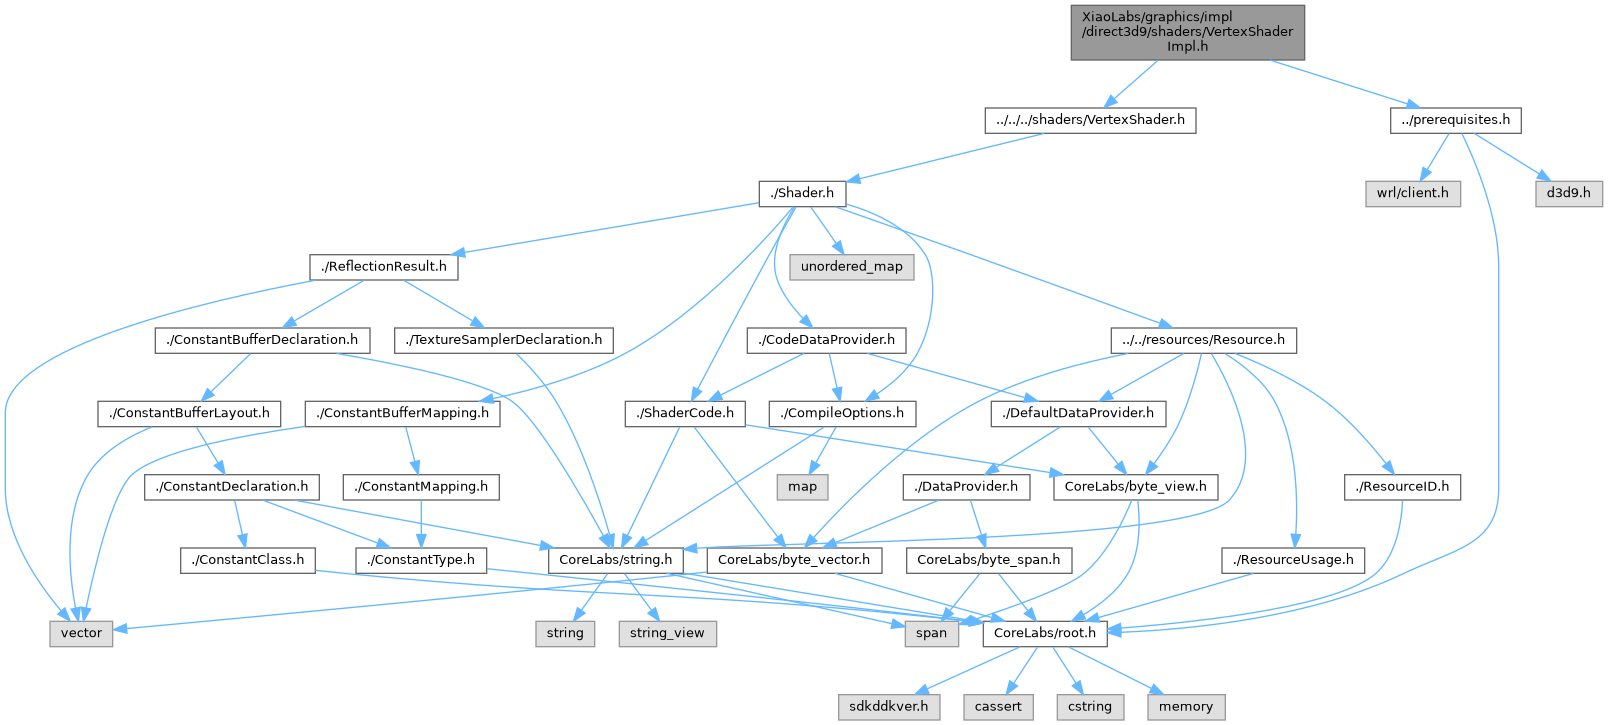 XiaoLabs/graphics/impl
/direct3d9/shaders/VertexShader
Impl.h
../../../shaders/VertexShader.h
../prerequisites.h
./Shader.h
wrl/client.h
d3d9.h
./ReflectionResult.h
unordered_map
./ConstantBufferDeclaration.h
./TextureSamplerDeclaration.h
./CodeDataProvider.h
../../resources/Resource.h
./ConstantBufferLayout.h
./ConstantBufferMapping.h
./ShaderCode.h
./CompileOptions.h
./DefaultDataProvider.h
./ConstantDeclaration.h
./ConstantMapping.h
map
./DataProvider.h
CoreLabs/byte_view.h
./ResourceID.h
./ConstantClass.h
./ConstantType.h
CoreLabs/string.h
CoreLabs/byte_vector.h
CoreLabs/byte_span.h
./ResourceUsage.h
vector
string
string_view
span
CoreLabs/root.h
sdkddkver.h
cassert
cstring
memory